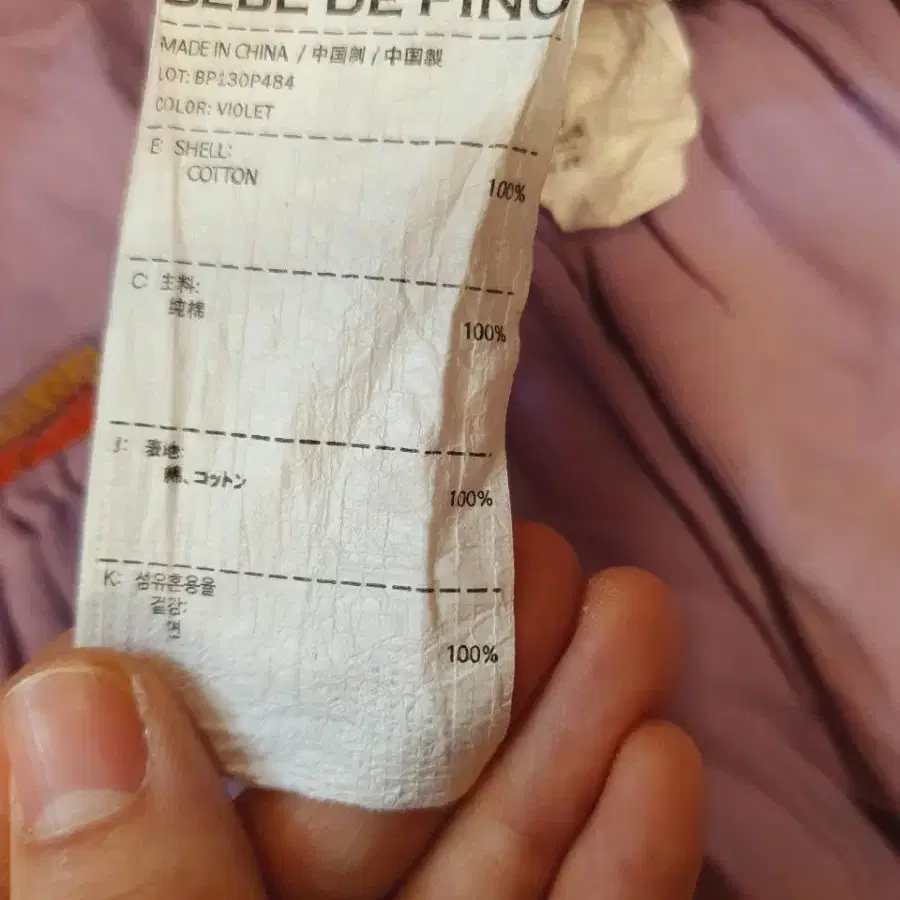 BEBE DE PINO
MADE IN CHINA / 中国制 / 中国製
LOT: BP130P484
COLOR: VIOLET
E SHELL:
COTTON 100%
C 主料:
纯棉 100%
J: 表地:
綿、コットン 100%
K: 섬유혼용율
겉감:
면 100%